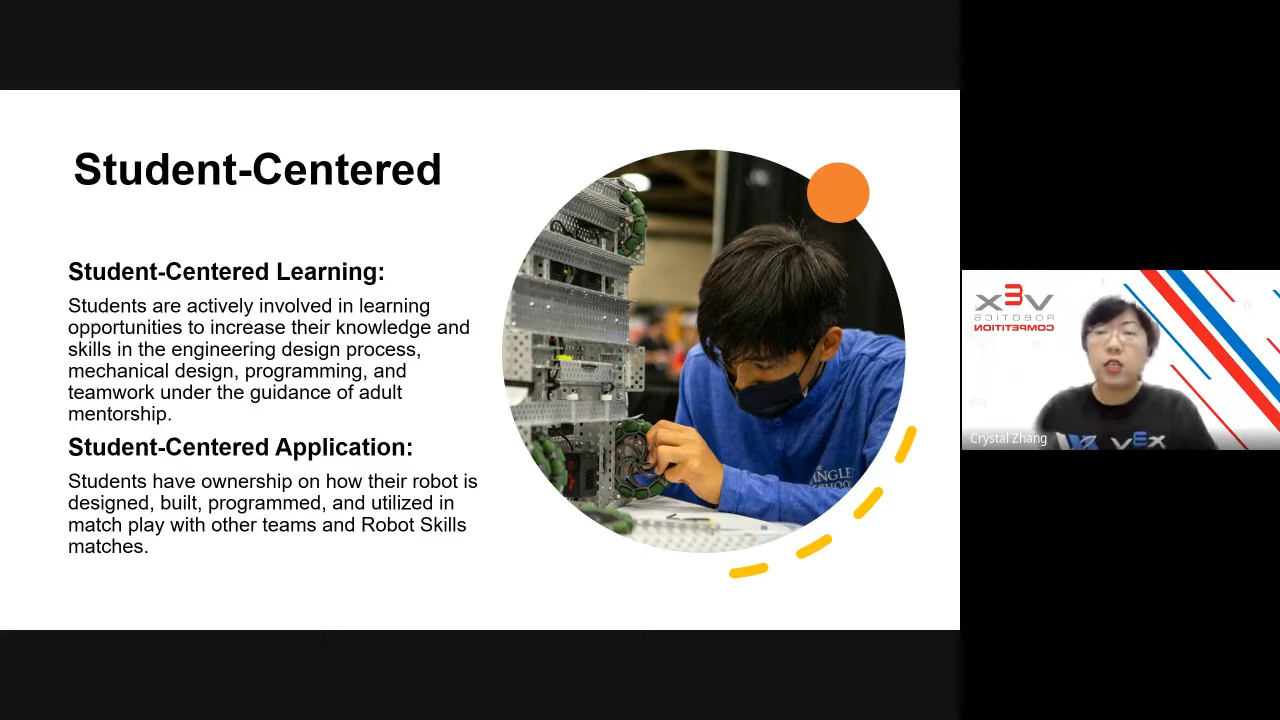 Student-Centered
Student-Centered Learning:
Students are actively involved in learning
opportunities to increase their knowledge and
skills in the engineering design process,
mechanical design, programming, and
teamwork under the guidance of adult
mentorship.
Student-Centered Application:
Students have ownership on how their robot is
designed, built, programmed, and utilized in
match play with other teams and Robot Skills
matches.
VEX
ROBOTICS
COMPETITION
VEX
Crystal Zhang